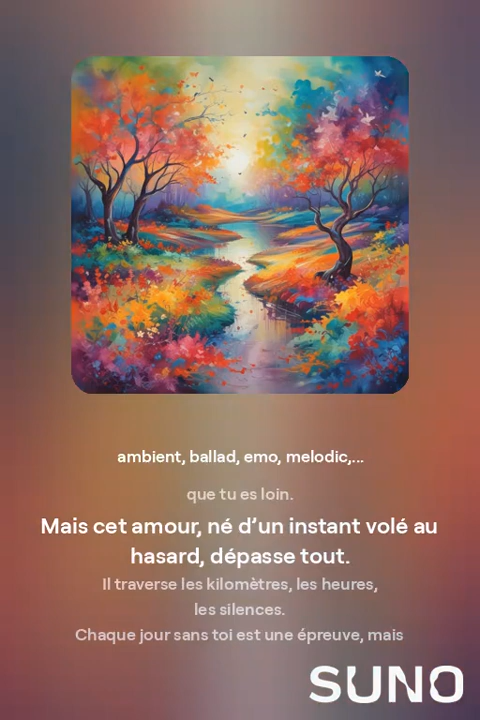 ambient, ballad, emo, melodic,...
que tu es loin.
Mais cet amour, né d’un instant volé au
hasard, dépasse tout.
Il traverse les kilomètres, les heures,
les silences.
Chaque jour sans toi est une épreuve, mais
SUNO